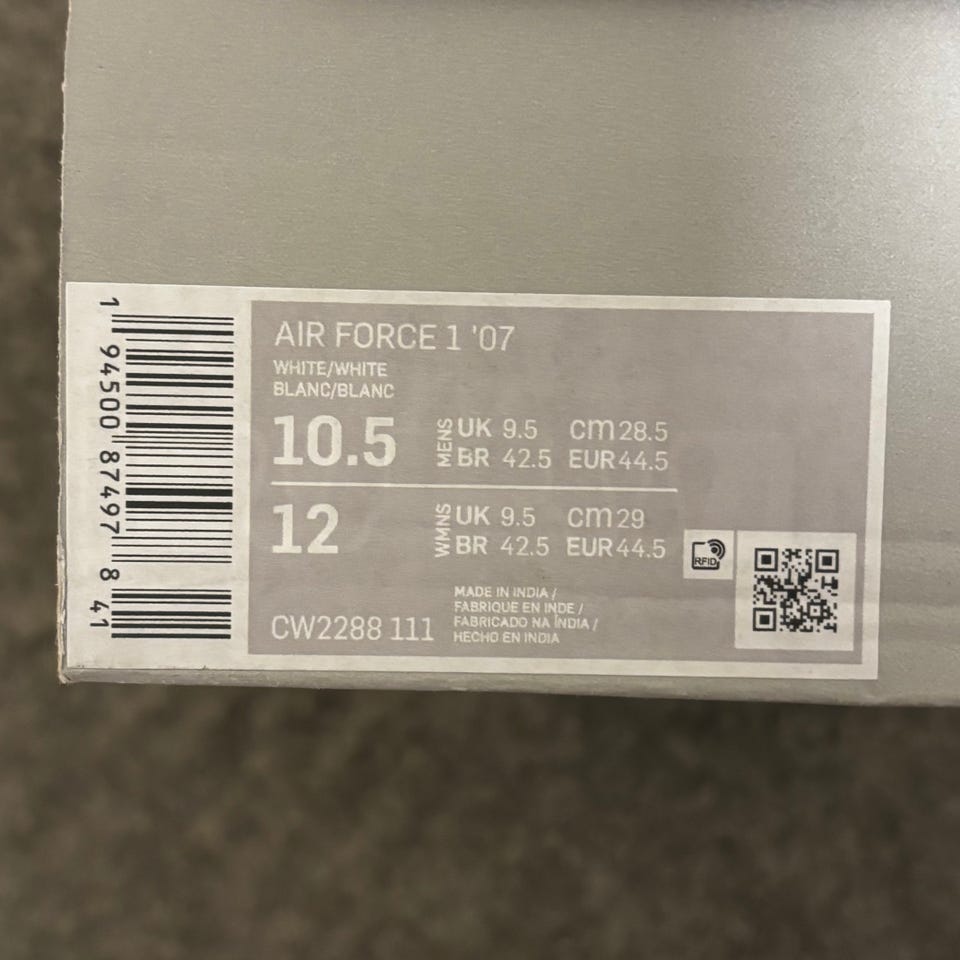 1 94500 87497 8 41
AIR FORCE 1 '07
WHITE/WHITE
BLANC/BLANC
10.5 MENS UK 9.5 cm 28.5
BR 42.5 EUR 44.5
12 WMNS UK 9.5 cm 29
BR 42.5 EUR 44.5
RFID
CW2288 111
MADE IN INDIA /
FABRIQUE EN INDE /
FABRICADO NA ÍNDIA /
HECHO EN INDIA